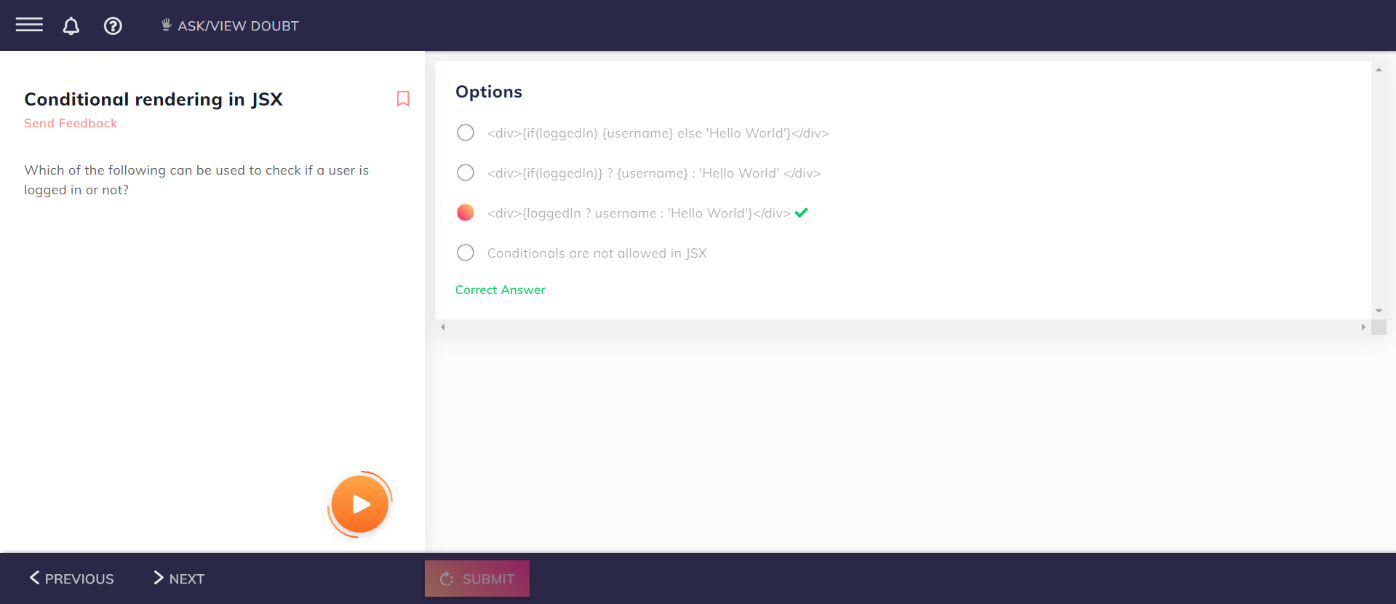 ASK/VIEW DOUBT
Conditional rendering in JSX
Send Feedback
Which of the following can be used to check if a user is
logged in or not?
Options
<div>{if(loggedIn) {username} else 'Hello World'}</div>
<div>{if(loggedIn)} ? {username} : 'Hello World' </div>
<div>{loggedIn ? username : 'Hello World'}</div>
Conditionals are not allowed in JSX
Correct Answer
PREVIOUS
NEXT
SUBMIT